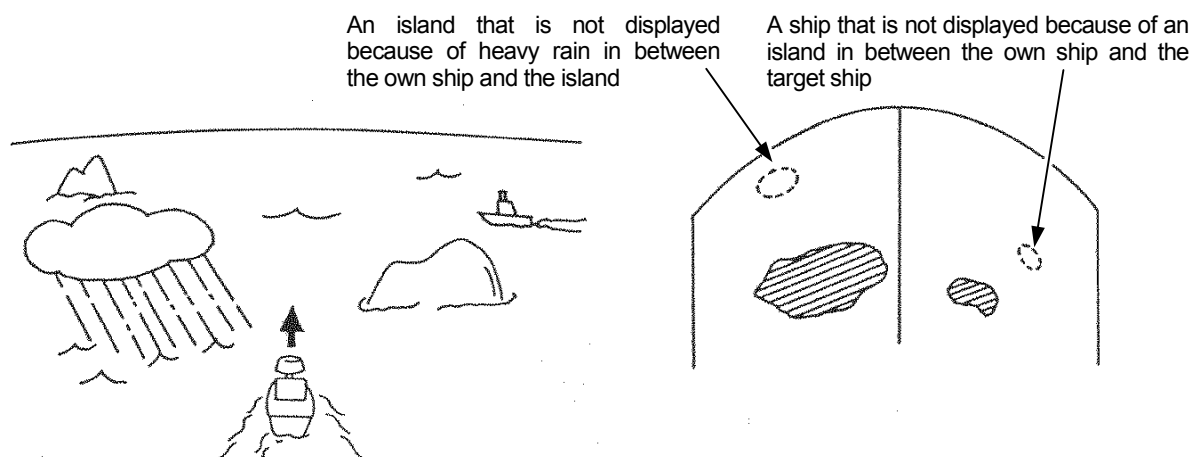 An island that is not displayed
because of heavy rain in between
the own ship and the island
A ship that is not displayed because of an
island in between the own ship and the
target ship